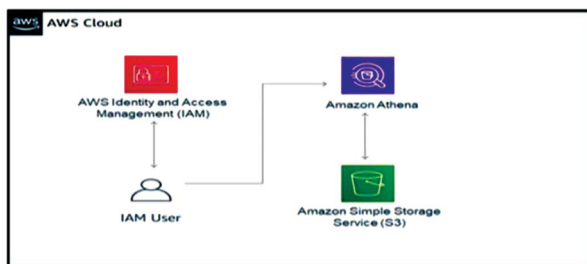 aws AWS Cloud
AWS Identity and Access
Management (IAM)
Amazon Athena
IAM User
Amazon Simple Storage
Service (S3)